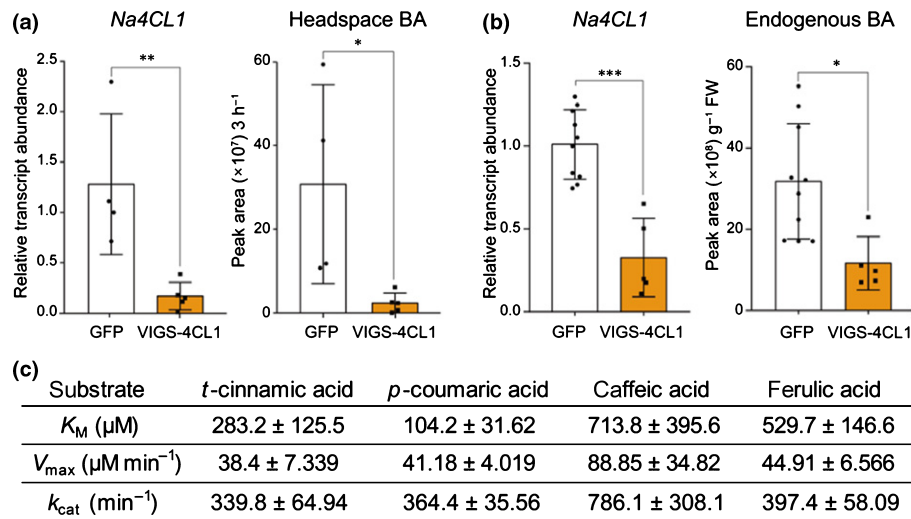 (a)
Na4CL1
Headspace BA
(b)
Na4CL1
Endogenous BA
Relative transcript abundance
2.5
2.0
1.5
1.0
0.5
0.0
**
GFP VIGS-4CL1
Peak area (×10⁷) 3 h⁻¹
60
40
20
0
*
GFP VIGS-4CL1
Relative transcript abundance
1.5
1.0
0.5
0.0
***
GFP VIGS-4CL1
Peak area (×10⁸) g⁻¹ FW
60
40
20
0
*
GFP VIGS-4CL1
(c)
Substrate t-cinnamic acid p-coumaric acid Caffeic acid Ferulic acid
K_M (μM) 283.2 ± 125.5 104.2 ± 31.62 713.8 ± 395.6 529.7 ± 146.6
V_max (μM min⁻¹) 38.4 ± 7.339 41.18 ± 4.019 88.85 ± 34.82 44.91 ± 6.566
k_cat (min⁻¹) 339.8 ± 64.94 364.4 ± 35.56 786.1 ± 308.1 397.4 ± 58.09